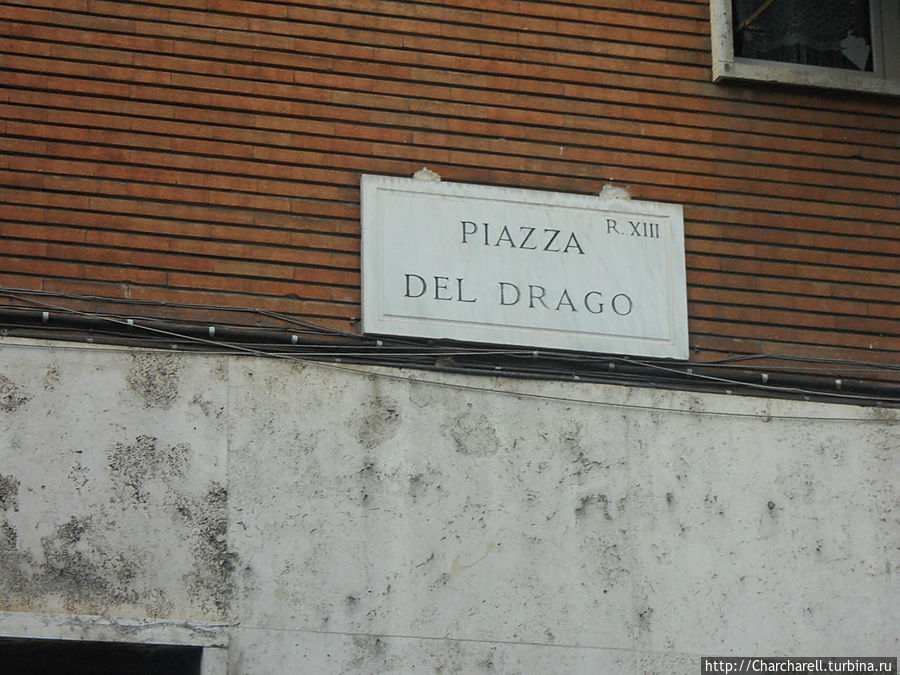 PIAZZA R. XIII
DEL DRAGO
http://Charcharell.turbina.ru